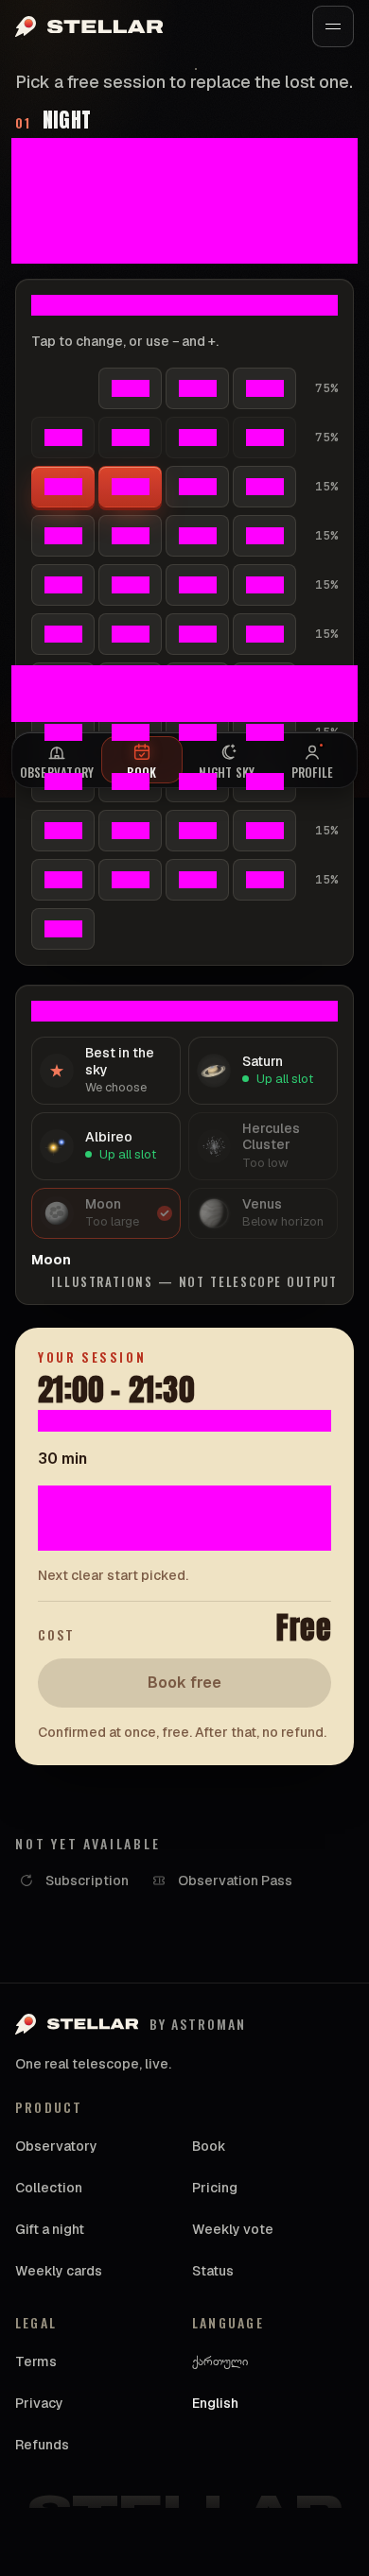 STELLAR
Pick a free session to replace the lost one.
01 NIGHT
Tap to change, or use – and +.
75%
75%
15%
15%
15%
15%
OBSERVATORY
BOOK
NIGHT SKY
PROFILE
15%
15%
Best in the sky
We choose
Saturn
Up all slot
Albireo
Up all slot
Hercules Cluster
Too low
Moon
Too large
Venus
Below horizon
Moon
ILLUSTRATIONS — NOT TELESCOPE OUTPUT
YOUR SESSION
21:00 – 21:30
30 min
Next clear start picked.
COST
Free
Book free
Confirmed at once, free. After that, no refund.
NOT YET AVAILABLE
Subscription
Observation Pass
STELLAR BY ASTROMAN
One real telescope, live.
PRODUCT
Observatory
Book
Collection
Pricing
Gift a night
Weekly vote
Weekly cards
Status
LEGAL
LANGUAGE
Terms
ქართული
Privacy
English
Refunds
STELLAR